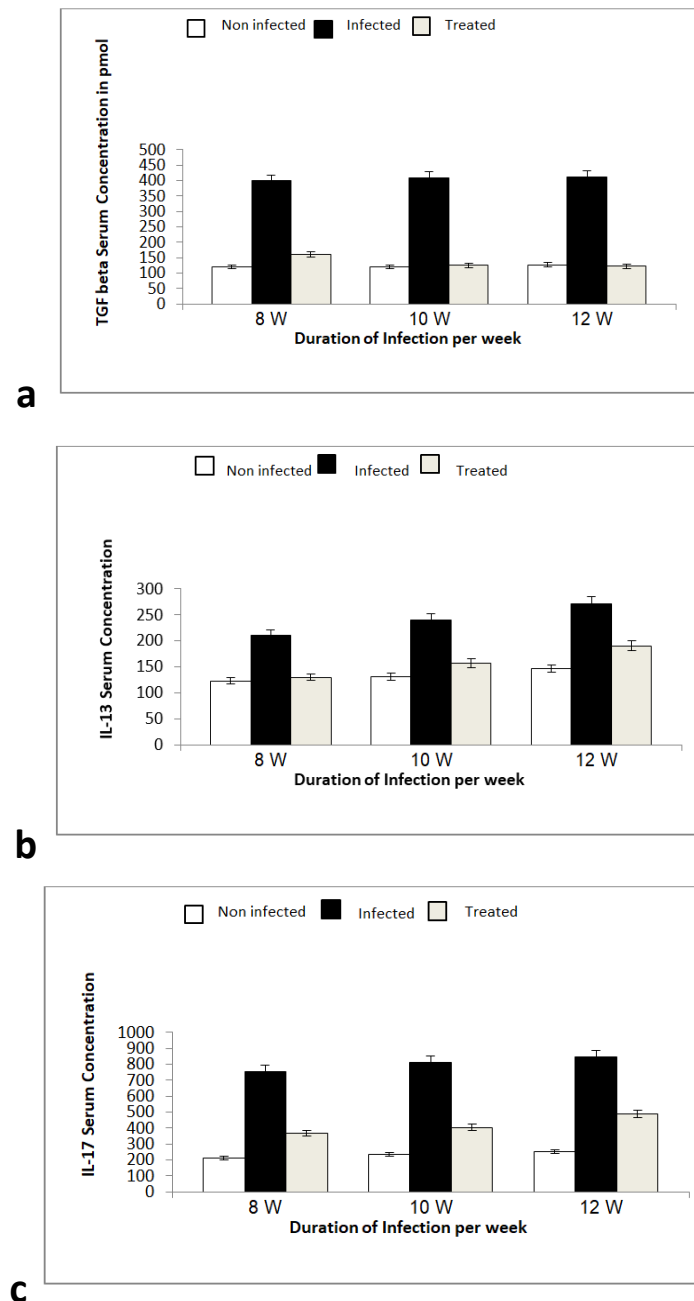 Non infected Infected Treated
TGF beta Serum Concentration in pmol
500
450
400
350
300
250
200
150
100
50
0
8 W 10 W 12 W
Duration of Infection per week
a
Non infected Infected Treated
IL-13 Serum Concentration
300
250
200
150
100
50
0
8 W 10 W 12 W
Duration of Infection per week
b
Non infected Infected Treated
IL-17 Serum Concentration
1000
900
800
700
600
500
400
300
200
100
0
8 W 10 W 12 W
Duration of Infection per week
c